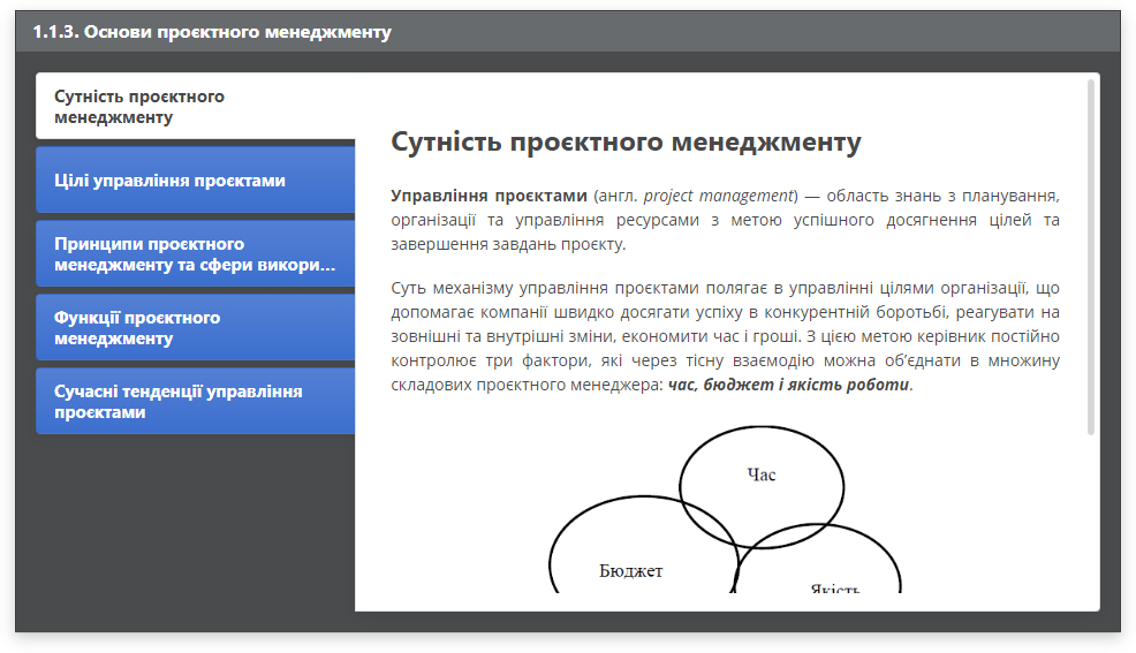 1.1.3. Основи проєктного менеджменту
Сутність проєктного
менеджменту
Цілі управління проєктами
Принципи проєктного
менеджменту та сфери викори...
Функції проєктного
менеджменту
Сучасні тенденції управління
проєктами
Сутність проєктного менеджменту
Управління проєктами (англ. project management) — область знань з планування,
організації та управління ресурсами з метою успішного досягнення цілей та
завершення завдань проєкту.
Суть механізму управління проєктами полягає в управлінні цілями організації, що
допомагає компанії швидко досягати успіху в конкурентній боротьбі, реагувати на
зовнішні та внутрішні зміни, економити час і гроші. З цією метою керівник постійно
контролює три фактори, які через тісну взаємодію можна об’єднати в множину
складових проєктного менеджера: час, бюджет і якість роботи.
Час
Бюджет
Якість